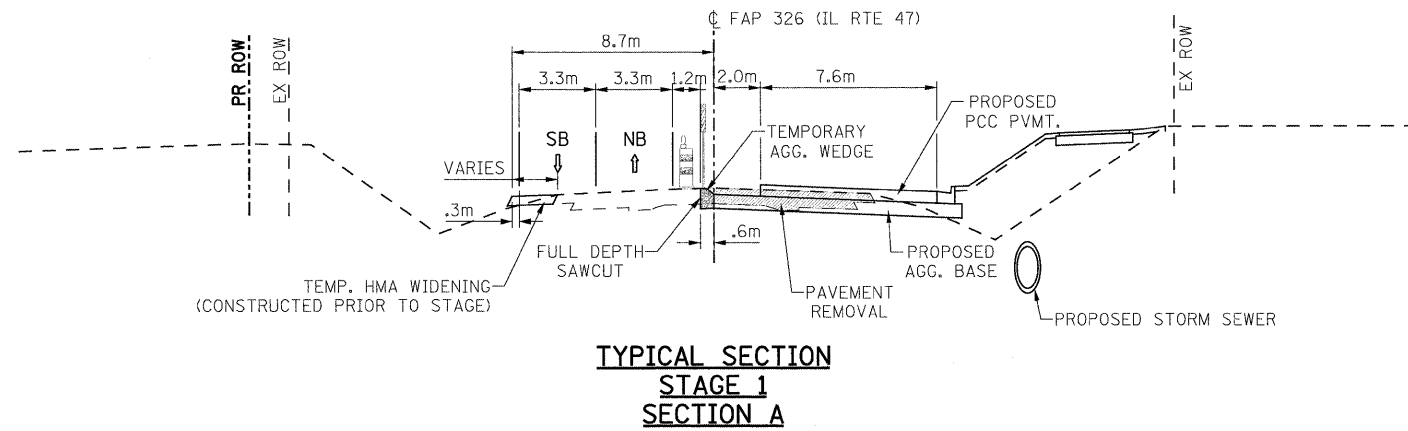 ℄ FAP 326 (IL RTE 47)
8.7m
PR ROW
EX ROW
EX ROW
3.3m
3.3m
1.2m
2.0m
7.6m
PROPOSED
PCC PVMT.
TEMPORARY
AGG. WEDGE
SB
NB
VARIES
.3m
.6m
FULL DEPTH
SAWCUT
PROPOSED
AGG. BASE
TEMP. HMA WIDENING
(CONSTRUCTED PRIOR TO STAGE)
PAVEMENT
REMOVAL
PROPOSED STORM SEWER
TYPICAL SECTION
STAGE 1
SECTION A